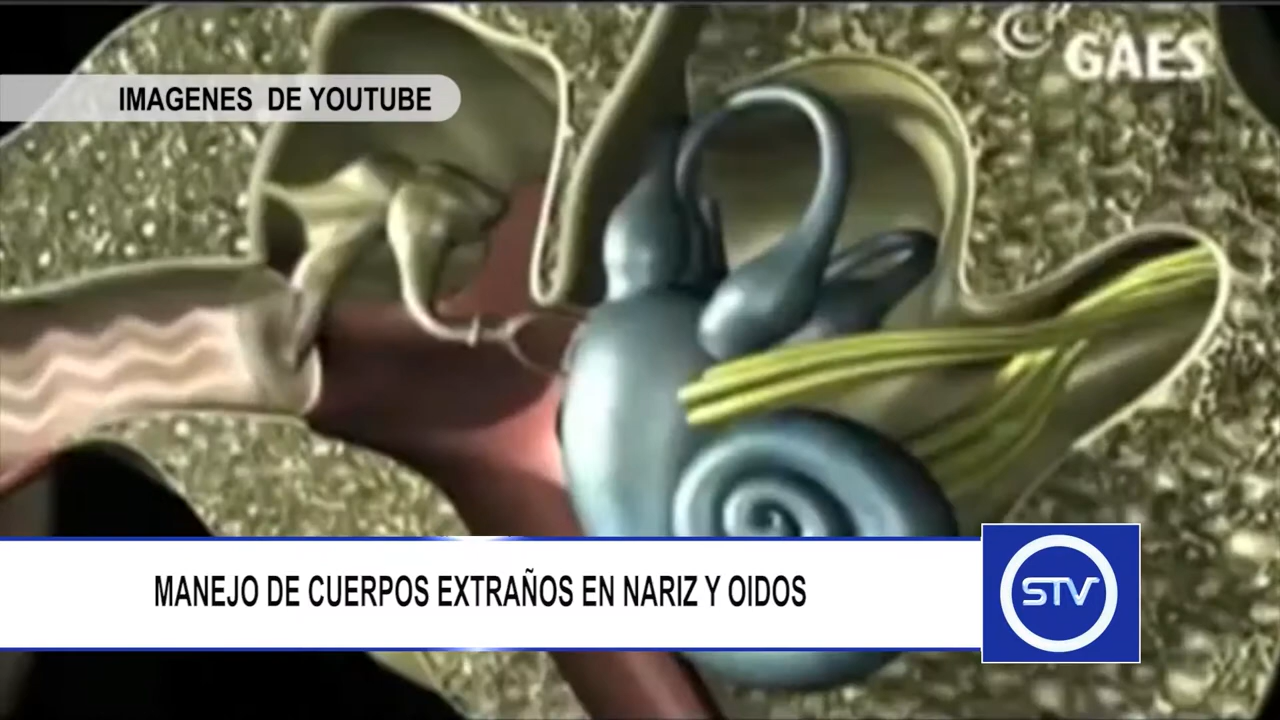 GAES
IMAGENES DE YOUTUBE
MANEJO DE CUERPOS EXTRAÑOS EN NARIZ Y OIDOS
STV